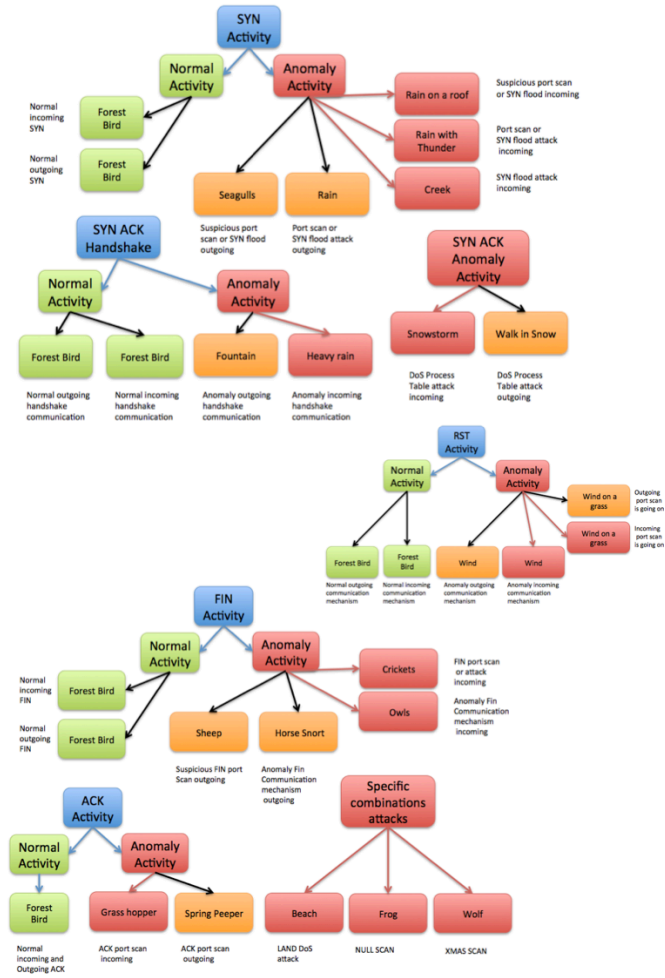 SYN
Activity
Normal
Activity
Anomaly
Activity
Normal
incoming
SYN
Forest
Bird
Normal
outgoing
SYN
Forest
Bird
Seagulls
Suspicious port
scan or SYN flood
outgoing
Rain
Port scan or
SYN flood attack
outgoing
Rain on a roof
Suspicious port scan
or SYN flood incoming
Rain with
Thunder
Port scan or
SYN flood attack
incoming
Creek
SYN flood attack
incoming
SYN ACK
Handshake
Normal
Activity
Anomaly
Activity
Forest Bird
Normal outgoing
handshake
communication
Forest Bird
Normal incoming
handshake
communication
Fountain
Anomaly outgoing
handshake
communication
Heavy rain
Anomaly incoming
handshake
communication
SYN ACK
Anomaly
Activity
Snowstorm
DoS Process
Table attack
incoming
Walk in Snow
DoS Process
Table attack
outgoing
RST
Activity
Normal
Activity
Anomaly
Activity
Wind on a
grass
Outgoing
port scan
is going on
Wind on a
grass
Incoming
port scan
is going on
Forest Bird
Normal outgoing
communication
mechanism
Forest
Bird
Normal Incoming
communication
mechanism
Wind
Anomaly outgoing
communication
mechanism
Wind
Anomaly incoming
communication
mechanism
FIN
Activity
Normal
Activity
Anomaly
Activity
Normal
incoming
FIN
Forest Bird
Normal
outgoing
FIN
Forest Bird
Sheep
Suspicious FIN port
Scan outgoing
Horse Snort
Anomaly Fin
Communication
mechanism
outgoing
Crickets
FIN port scan
or attack
incoming
Owls
Anomaly Fin
Communication
mechanism
incoming
ACK
Activity
Normal
Activity
Anomaly
Activity
Forest
Bird
Normal
incoming and
Outgoing ACK
Grass hopper
ACK port scan
incoming
Spring Peeper
ACK port scan
outgoing
Specific
combinations
attacks
Beach
LAND DoS
attack
Frog
NULL SCAN
Wolf
XMAS SCAN